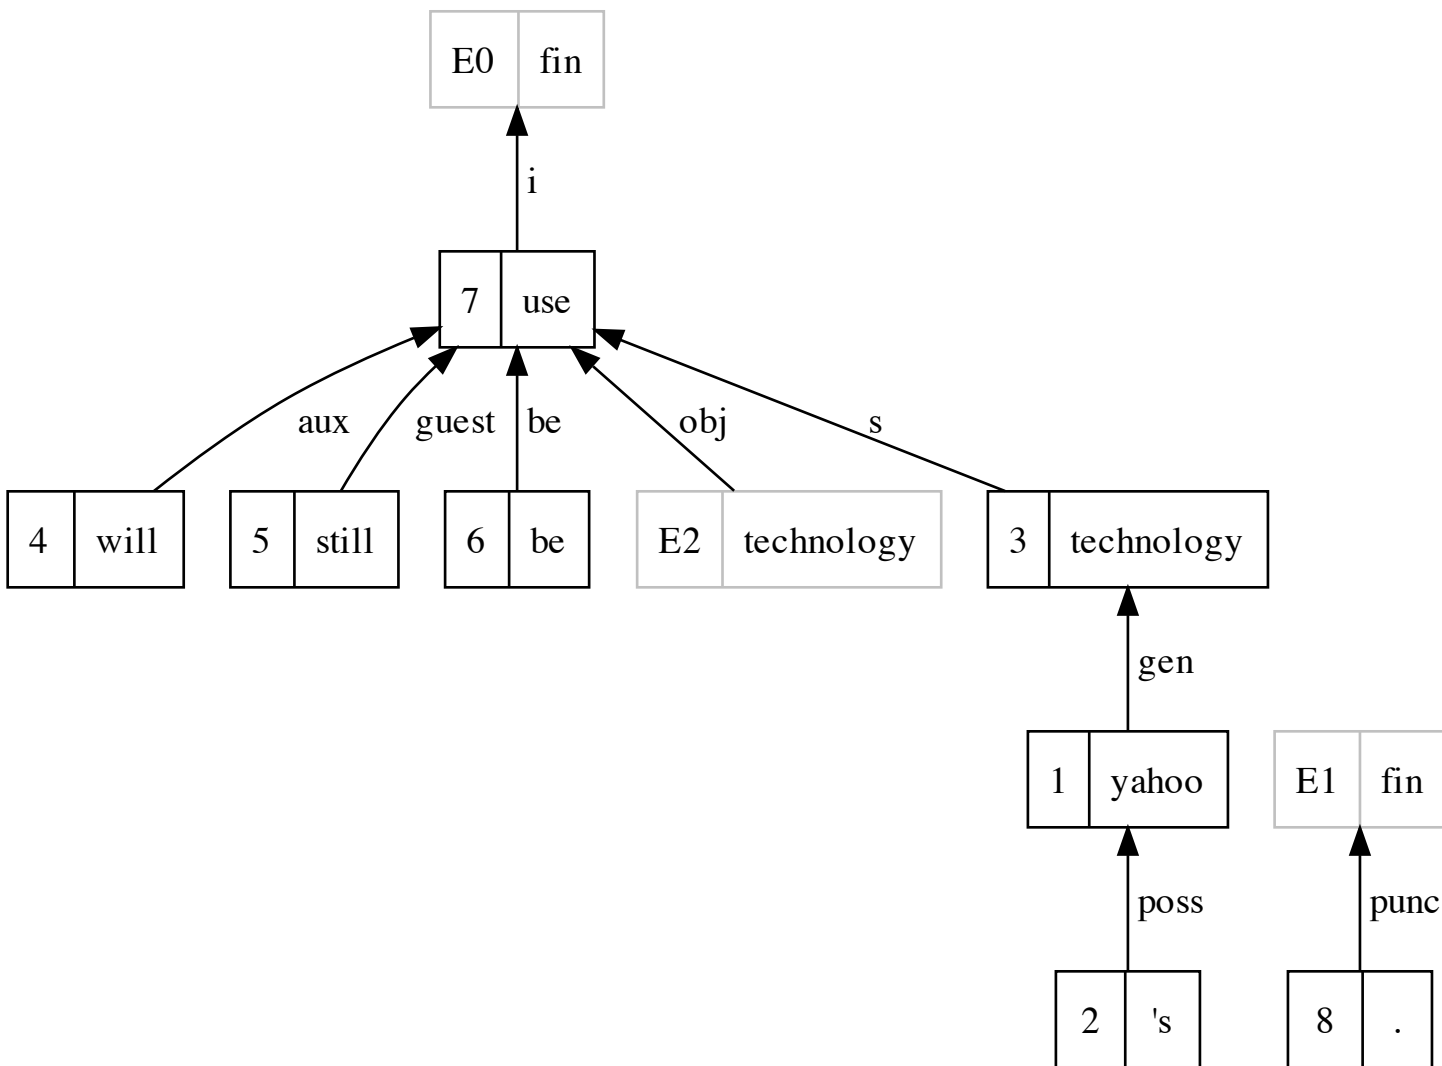 E0 fin
i
7 use
aux guest be obj s
4 will 5 still 6 be E2 technology 3 technology
gen
1 yahoo E1 fin
poss punc
2 's 8 .